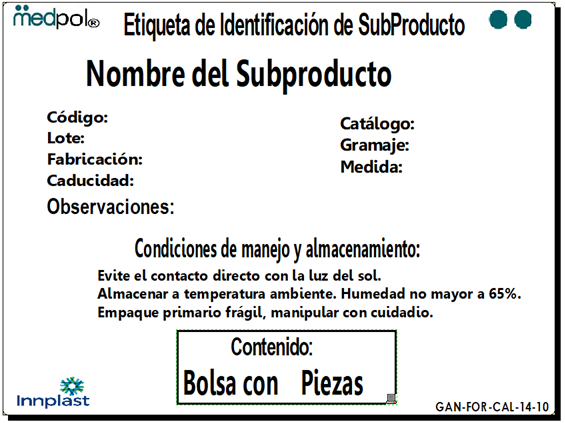 medpol®
Etiqueta de Identificación de SubProducto
Nombre del Subproducto
Código:
Lote:
Fabricación:
Caducidad:
Catálogo:
Gramaje:
Medida:
Observaciones:
Condiciones de manejo y almacenamiento:
Evite el contacto directo con la luz del sol.
Almacenar a temperatura ambiente. Humedad no mayor a 65%.
Empaque primario frágil, manipular con cuidadio.
Contenido:
Bolsa con Piezas
Innplast
GAN-FOR-CAL-14-10